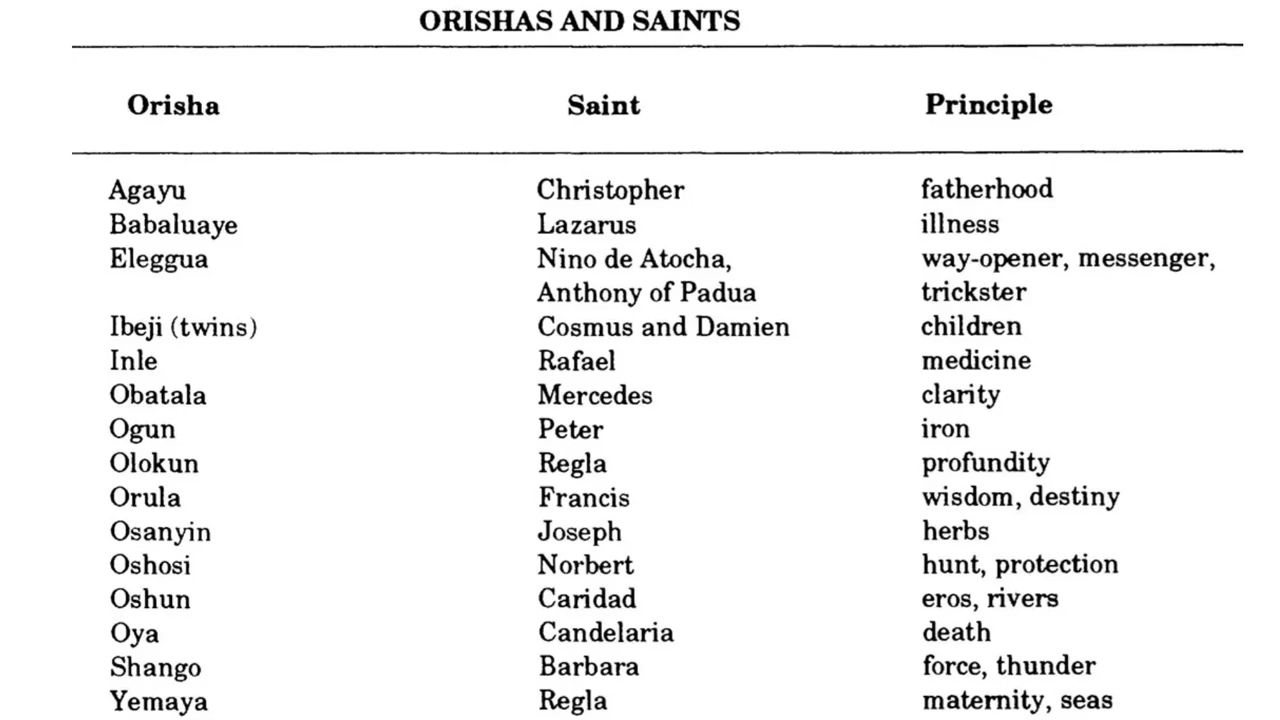 ORISHAS AND SAINTS
Orisha Saint Principle
Agayu Christopher fatherhood
Babaluaye Lazarus illness
Eleggua Nino de Atocha, way-opener, messenger,
Anthony of Padua trickster
Ibeji (twins) Cosmus and Damien children
Inle Rafael medicine
Obatala Mercedes clarity
Ogun Peter iron
Olokun Regla profundity
Orula Francis wisdom, destiny
Osanyin Joseph herbs
Oshosi Norbert hunt, protection
Oshun Caridad eros, rivers
Oya Candelaria death
Shango Barbara force, thunder
Yemaya Regla maternity, seas